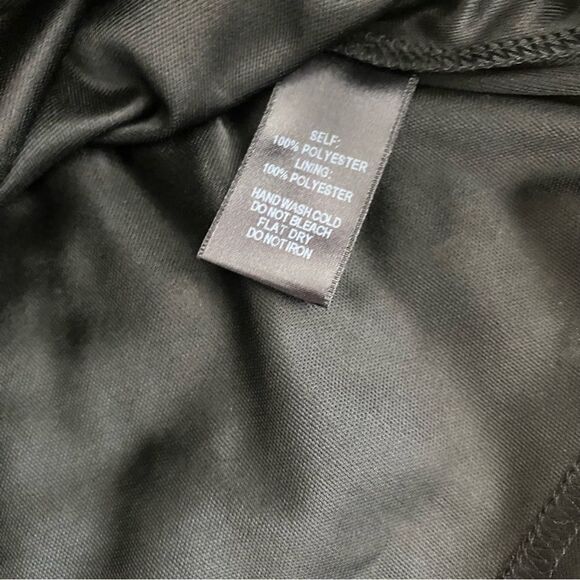 SELF:
100% POLYESTER
LINING:
100% POLYESTER
HAND WASH COLD
DO NOT BLEACH
FLAT DRY
DO NOT IRON